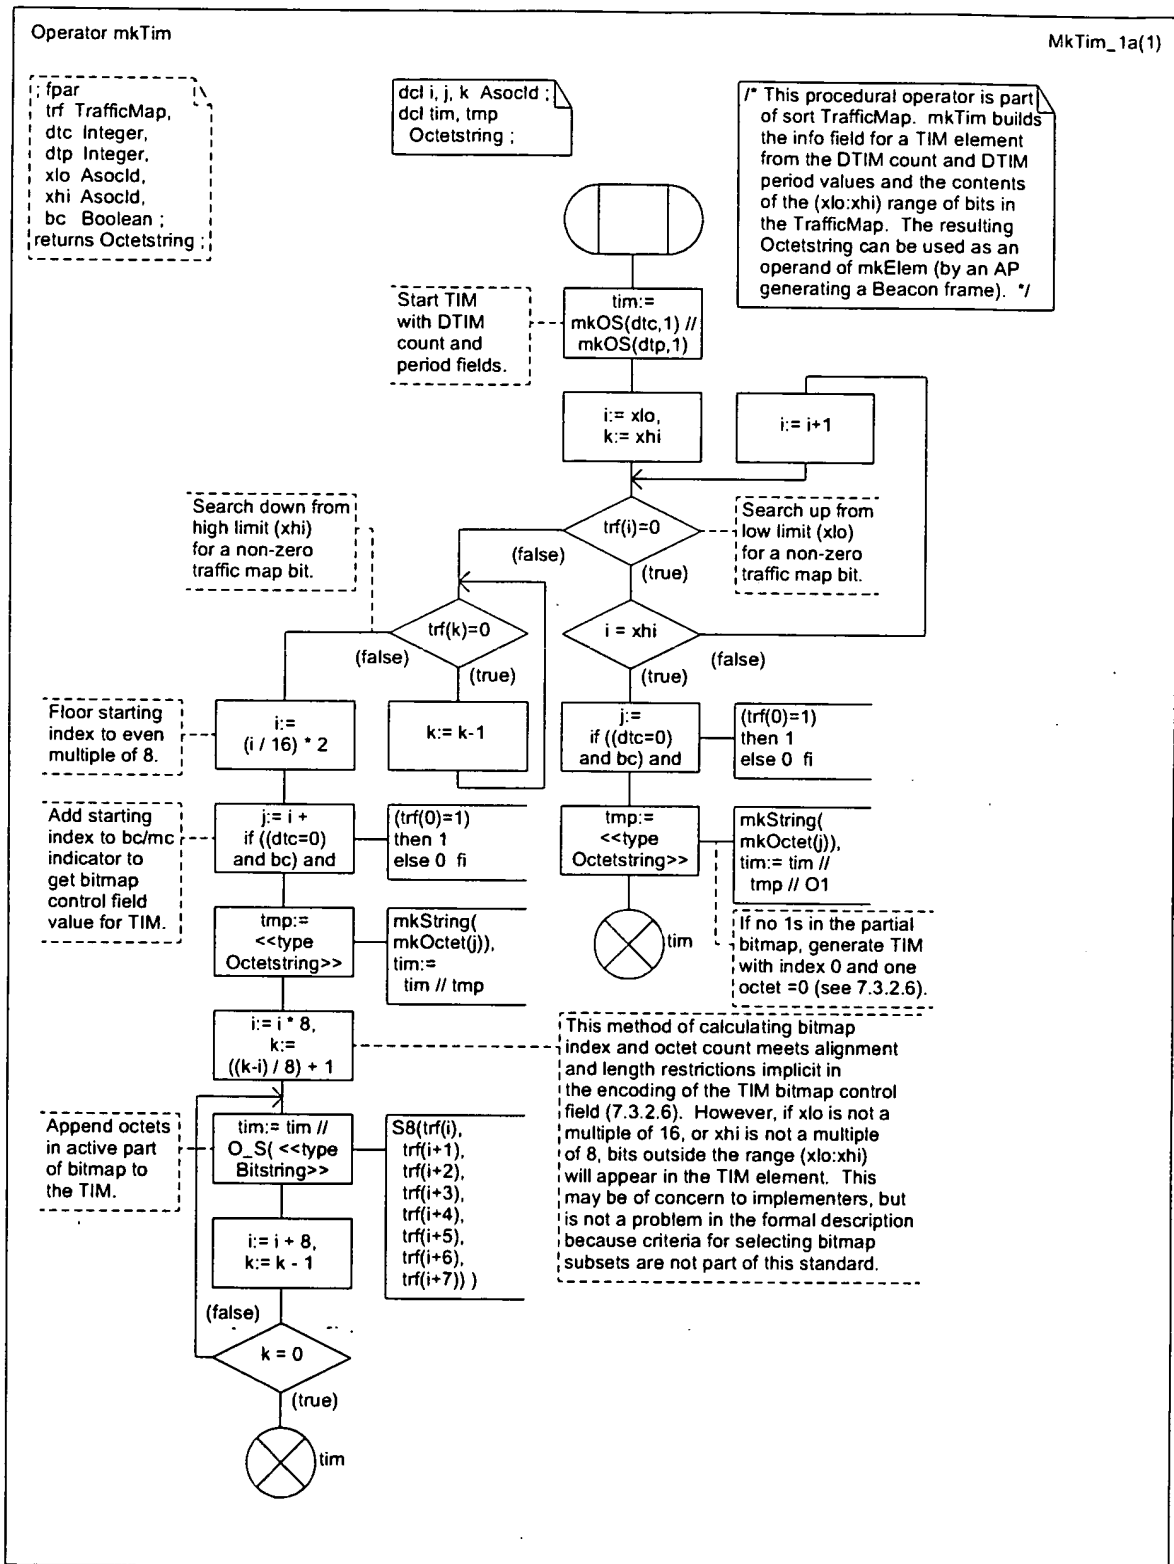 Operator mkTim
MkTim_1a(1)
; fpar
trf TrafficMap,
dtc Integer,
dtp Integer,
xlo AsocId,
xhi AsocId,
bc Boolean ;
returns Octetstring ;
dcl i, j, k AsocId ;
dcl tim, tmp
Octetstring ;
/* This procedural operator is part
of sort TrafficMap. mkTim builds
the info field for a TIM element
from the DTIM count and DTIM
period values and the contents
of the (xlo:xhi) range of bits in
the TrafficMap. The resulting
Octetstring can be used as an
operand of mkElem (by an AP
generating a Beacon frame). */
Start TIM
with DTIM
count and
period fields.
tim:=
mkOS(dtc,1) //
mkOS(dtp,1)
i:= xlo,
k:= xhi
i:= i+1
Search down from
high limit (xhi)
for a non-zero
traffic map bit.
trf(i)=0
(false)
(true)
Search up from
low limit (xlo)
for a non-zero
traffic map bit.
trf(k)=0
(false)
(true)
i = xhi
(false)
(true)
Floor starting
index to even
multiple of 8.
i:=
(i / 16) * 2
k:= k-1
j:=
if ((dtc=0)
and bc) and
(trf(0)=1)
then 1
else 0 fi
Add starting
index to bc/mc
indicator to
get bitmap
control field
value for TIM.
j:= i +
if ((dtc=0)
and bc) and
(trf(0)=1)
then 1
else 0 fi
tmp:=
<<type
Octetstring>>
mkString(
mkOctet(j)),
tim:= tim //
tmp // O1
tmp:=
<<type
Octetstring>>
mkString(
mkOctet(j)),
tim:=
tim // tmp
tim
If no 1s in the partial
bitmap, generate TIM
with index 0 and one
octet =0 (see 7.3.2.6).
i:= i * 8,
k:=
((k-i) / 8) + 1
This method of calculating bitmap
index and octet count meets alignment
and length restrictions implicit in
the encoding of the TIM bitmap control
field (7.3.2.6). However, if xlo is not a
multiple of 16, or xhi is not a multiple
of 8, bits outside the range (xlo:xhi)
will appear in the TIM element. This
may be of concern to implementers, but
is not a problem in the formal description
because criteria for selecting bitmap
subsets are not part of this standard.
Append octets
in active part
of bitmap to
the TIM.
tim:= tim //
O_S( <<type
Bitstring>>
S8(trf(i),
trf(i+1),
trf(i+2),
trf(i+3),
trf(i+4),
trf(i+5),
trf(i+6),
trf(i+7)) )
i:= i + 8,
k:= k - 1
(false)
k = 0
(true)
tim